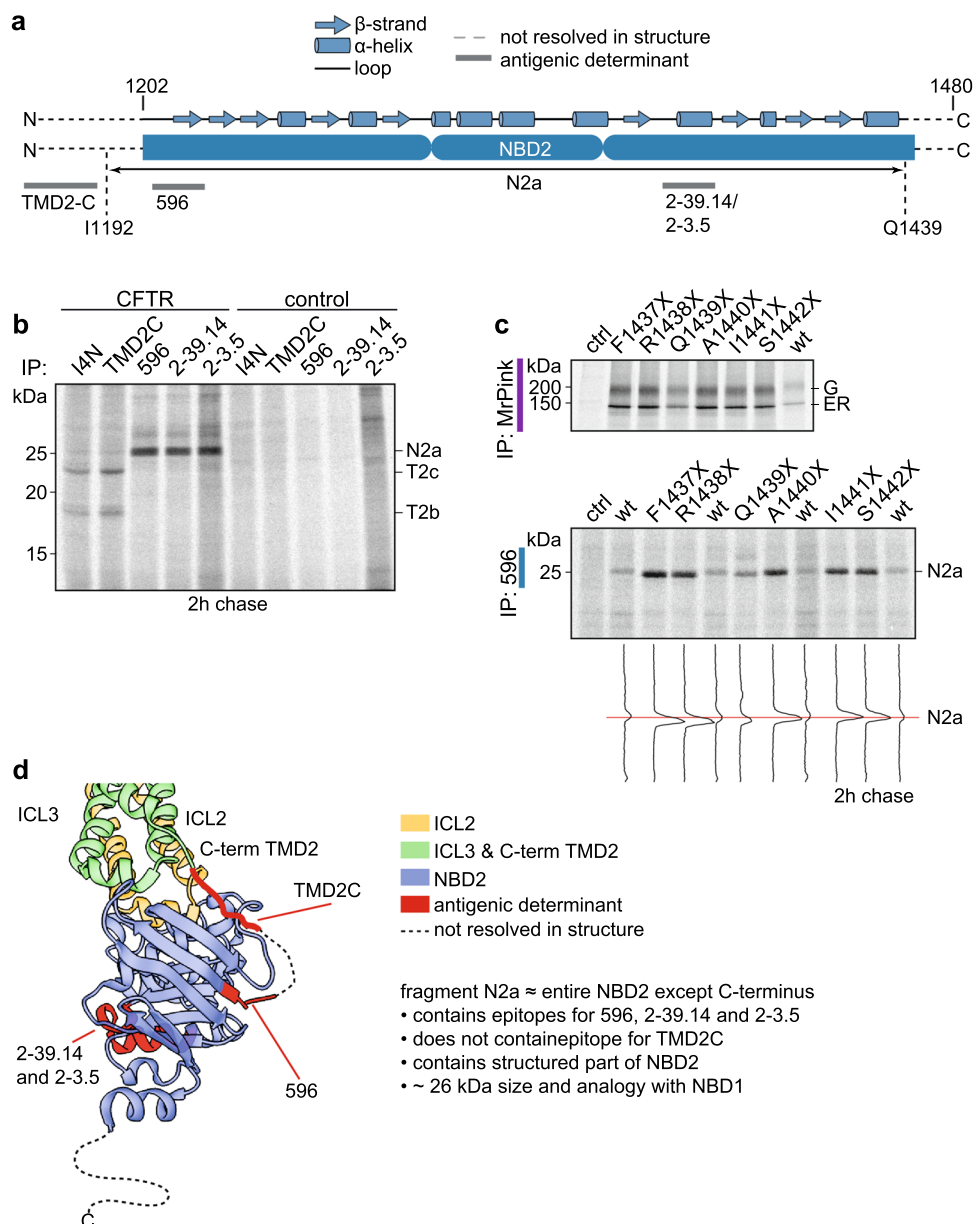 a
β-strand
α-helix
loop
not resolved in structure
antigenic determinant
1202
1480
N
C
N
NBD2
C
N2a
TMD2-C
596
2-39.14/
2-3.5
I1192
Q1439
b
CFTR
control
IP:
I4N
TMD2C
596
2-39.14
2-3.5
I4N
TMD2C
596
2-39.14
2-3.5
kDa
25
20
15
N2a
T2c
T2b
2h chase
c
ctrl
F1437X
R1438X
Q1439X
A1440X
I1441X
S1442X
wt
IP: MrPink
kDa
200
150
G
ER
ctrl
wt
F1437X
R1438X
wt
Q1439X
A1440X
wt
I1441X
S1442X
wt
IP: 596
kDa
25
N2a
N2a
2h chase
d
ICL3
ICL2
C-term TMD2
TMD2C
2-39.14
and 2-3.5
596
C
ICL2
ICL3 & C-term TMD2
NBD2
antigenic determinant
not resolved in structure
fragment N2a ≈ entire NBD2 except C-terminus
• contains epitopes for 596, 2-39.14 and 2-3.5
• does not containepitope for TMD2C
• contains structured part of NBD2
• ~ 26 kDa size and analogy with NBD1